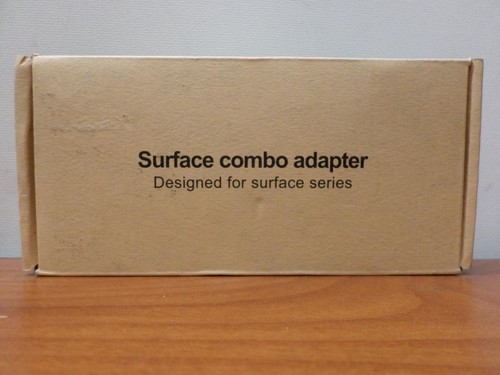 Surface combo adapter
Designed for surface series